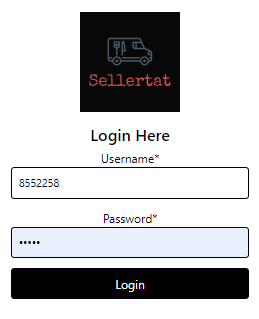 Sellertat
Login Here
Username*
8552258
Password*
•••••
Login